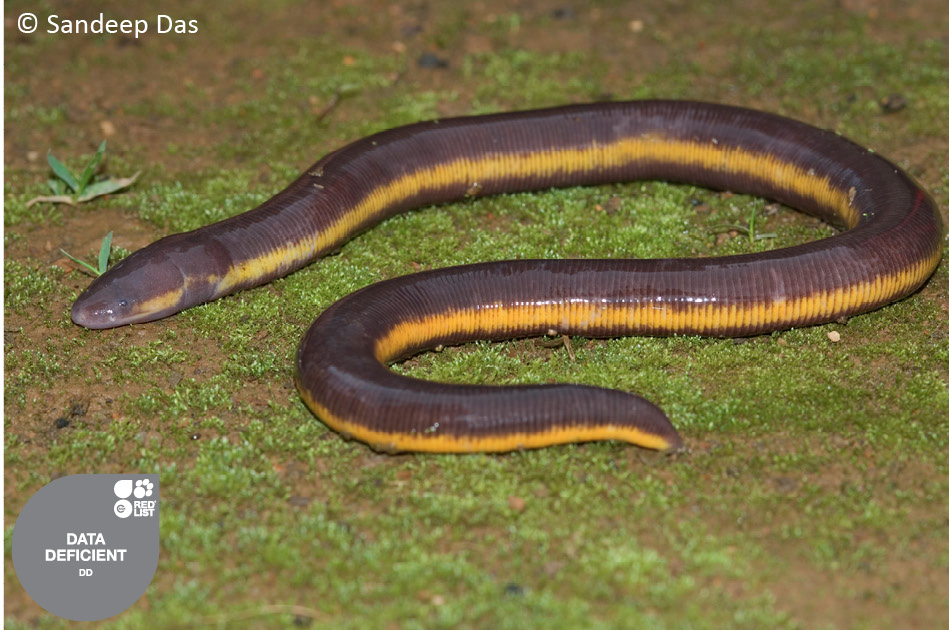 © Sandeep Das
RED
LIST
DATA
DEFICIENT
DD